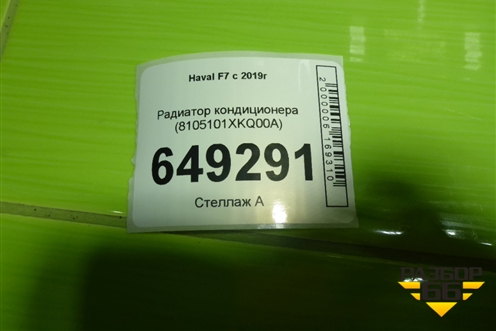 Haval F7 с 2019г
Радиатор кондиционера
(8105101XKQ00A)
649291
Стеллаж А
2000006169310
РАЗБОР
66